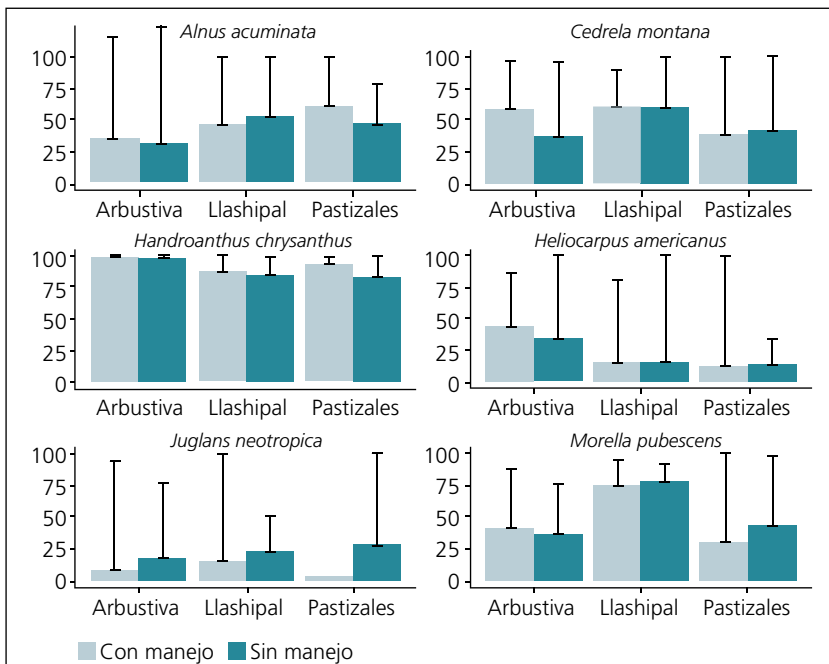 Alnus acuminata
100
75
50
25
0
Arbustiva Llashipal Pastizales
Cedrela montana
100
75
50
25
0
Arbustiva Llashipal Pastizales
Handroanthus chrysanthus
100
75
50
25
0
Arbustiva Llashipal Pastizales
Heliocarpus americanus
100
75
50
25
0
Arbustiva Llashipal Pastizales
Juglans neotropica
100
75
50
25
0
Arbustiva Llashipal Pastizales
Morella pubescens
100
75
50
25
0
Arbustiva Llashipal Pastizales
Con manejo Sin manejo